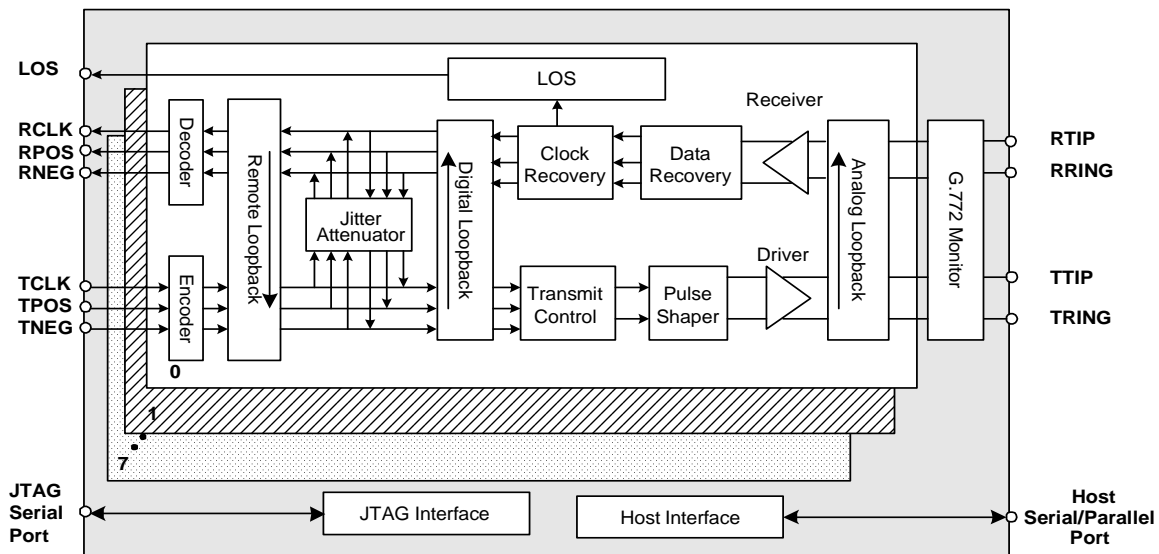 LOS
LOS
Receiver
RCLK
RPOS
RNEG
Decoder
Remote Loopback
Jitter
Attenuator
Digital Loopback
Clock
Recovery
Data
Recovery
Analog Loopback
G.772 Monitor
RTIP
RRING
TCLK
TPOS
TNEG
Encoder
Transmit
Control
Pulse
Shaper
Driver
TTIP
TRING
0
1
7
JTAG
Serial
Port
JTAG Interface
Host Interface
Host
Serial/Parallel
Port